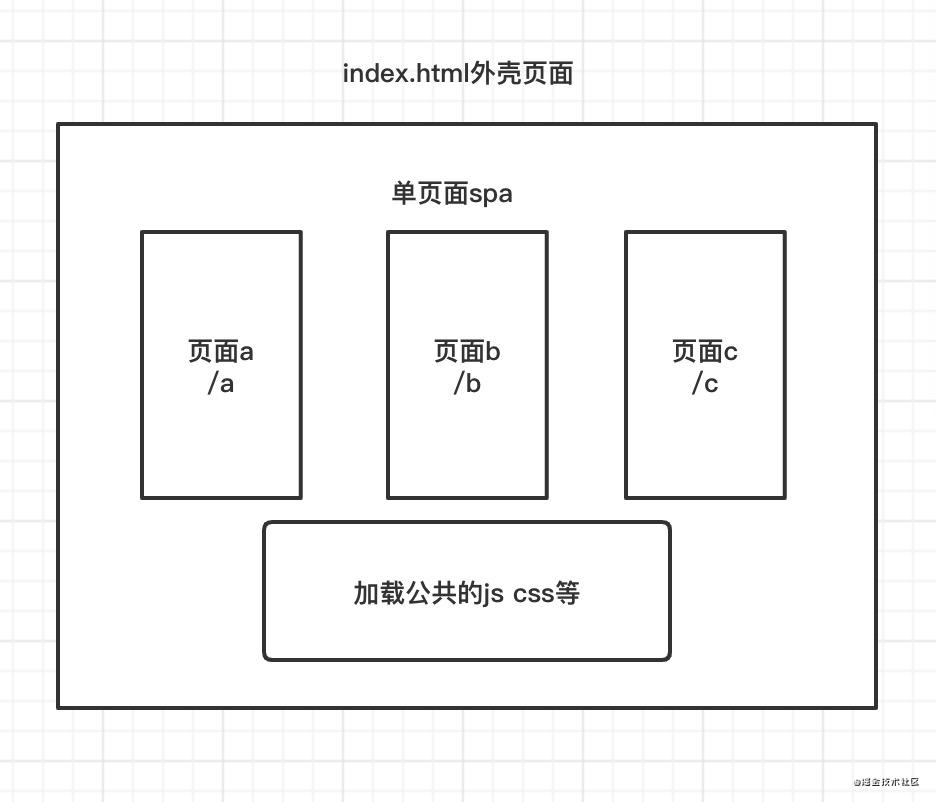 index.html外壳页面
单页面spa
页面a
/a
页面b
/b
页面c
/c
加载公共的js css等
@掘金技术社区